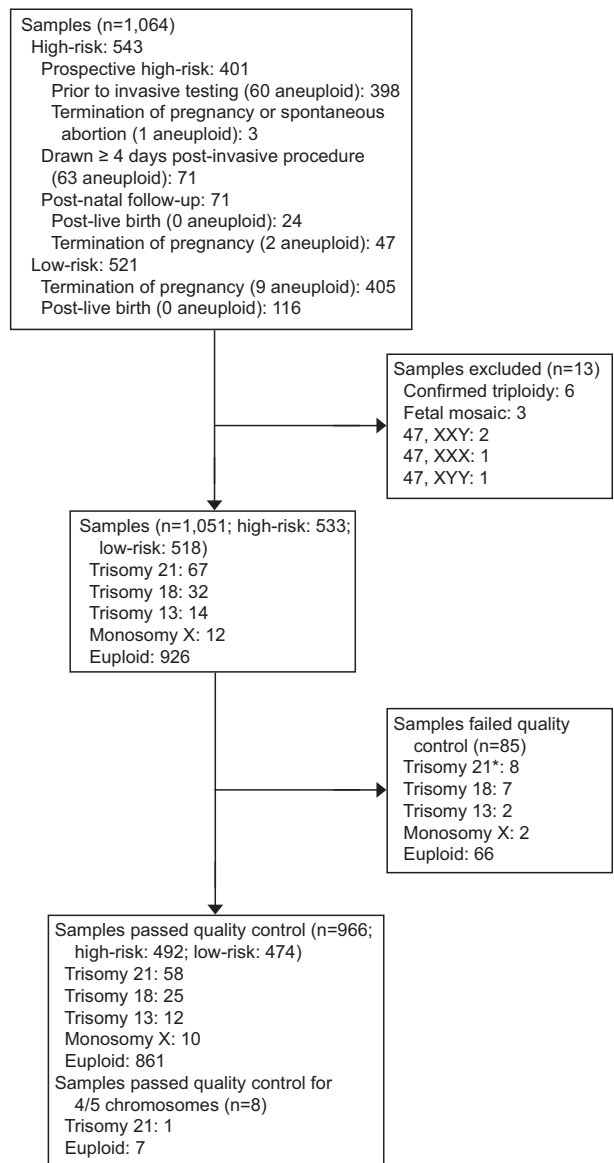 Samples (n=1,064)
High-risk: 543
Prospective high-risk: 401
Prior to invasive testing (60 aneuploid): 398
Termination of pregnancy or spontaneous
abortion (1 aneuploid): 3
Drawn ≥ 4 days post-invasive procedure
(63 aneuploid): 71
Post-natal follow-up: 71
Post-live birth (0 aneuploid): 24
Termination of pregnancy (2 aneuploid): 47
Low-risk: 521
Termination of pregnancy (9 aneuploid): 405
Post-live birth (0 aneuploid): 116
Samples excluded (n=13)
Confirmed triploidy: 6
Fetal mosaic: 3
47, XXY: 2
47, XXX: 1
47, XYY: 1
Samples (n=1,051; high-risk: 533;
low-risk: 518)
Trisomy 21: 67
Trisomy 18: 32
Trisomy 13: 14
Monosomy X: 12
Euploid: 926
Samples failed quality
control (n=85)
Trisomy 21*: 8
Trisomy 18: 7
Trisomy 13: 2
Monosomy X: 2
Euploid: 66
Samples passed quality control (n=966;
high-risk: 492; low-risk: 474)
Trisomy 21: 58
Trisomy 18: 25
Trisomy 13: 12
Monosomy X: 10
Euploid: 861
Samples passed quality control for
4/5 chromosomes (n=8)
Trisomy 21: 1
Euploid: 7